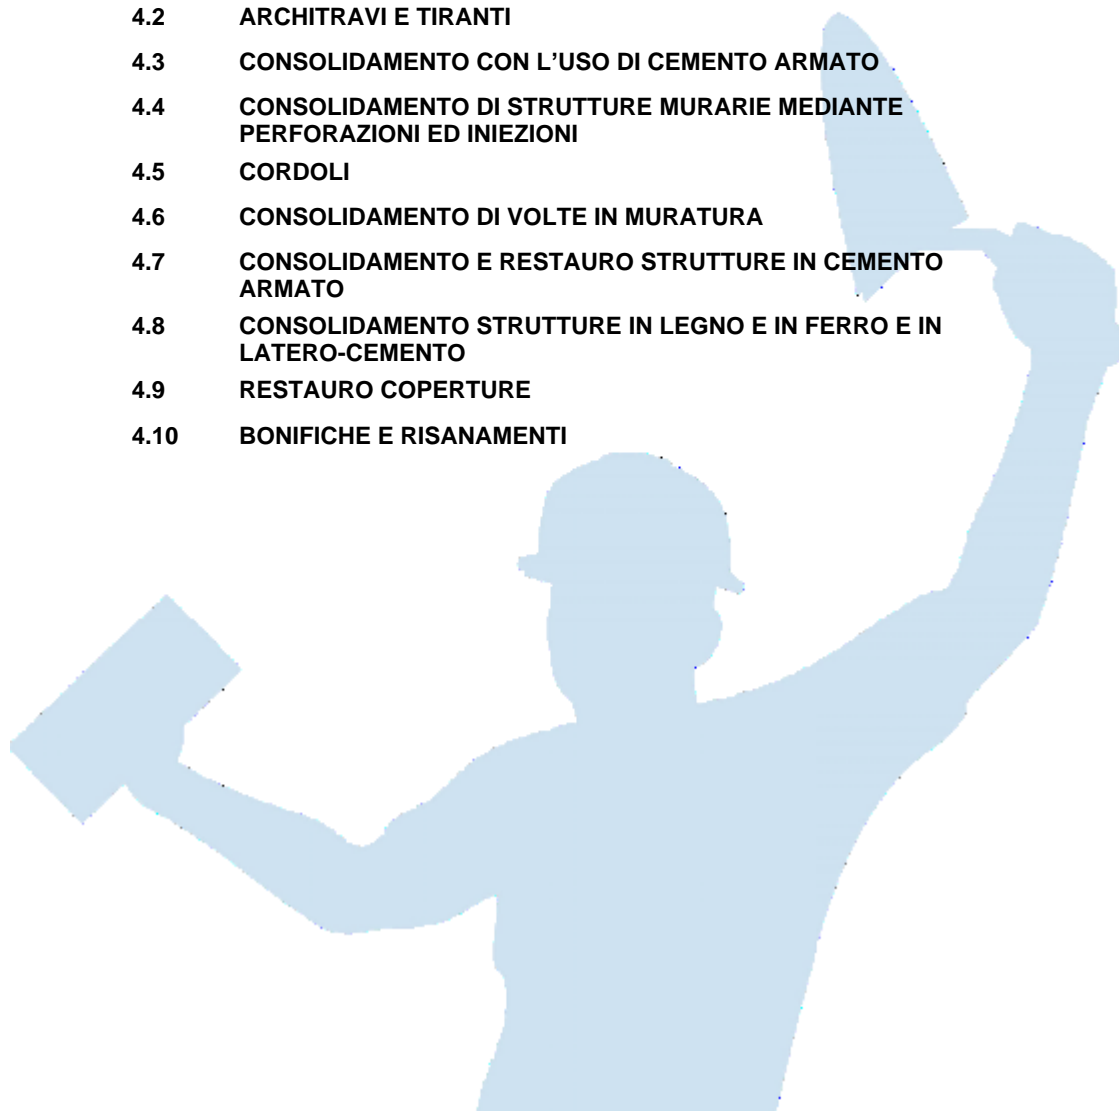 4.2 ARCHITRAVI E TIRANTI
4.3 CONSOLIDAMENTO CON L’USO DI CEMENTO ARMATO
4.4 CONSOLIDAMENTO DI STRUTTURE MURARIE MEDIANTE
PERFORAZIONI ED INIEZIONI
4.5 CORDOLI
4.6 CONSOLIDAMENTO DI VOLTE IN MURATURA
4.7 CONSOLIDAMENTO E RESTAURO STRUTTURE IN CEMENTO
ARMATO
4.8 CONSOLIDAMENTO STRUTTURE IN LEGNO E IN FERRO E IN
LATERO-CEMENTO
4.9 RESTAURO COPERTURE
4.10 BONIFICHE E RISANAMENTI